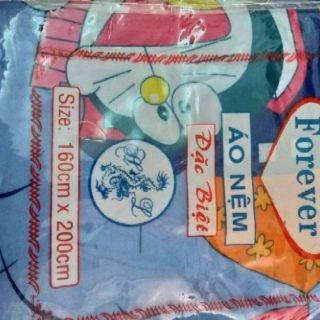 Forever
ÁO NỆM
Đặc Biệt
Size: 160cm x 200cm